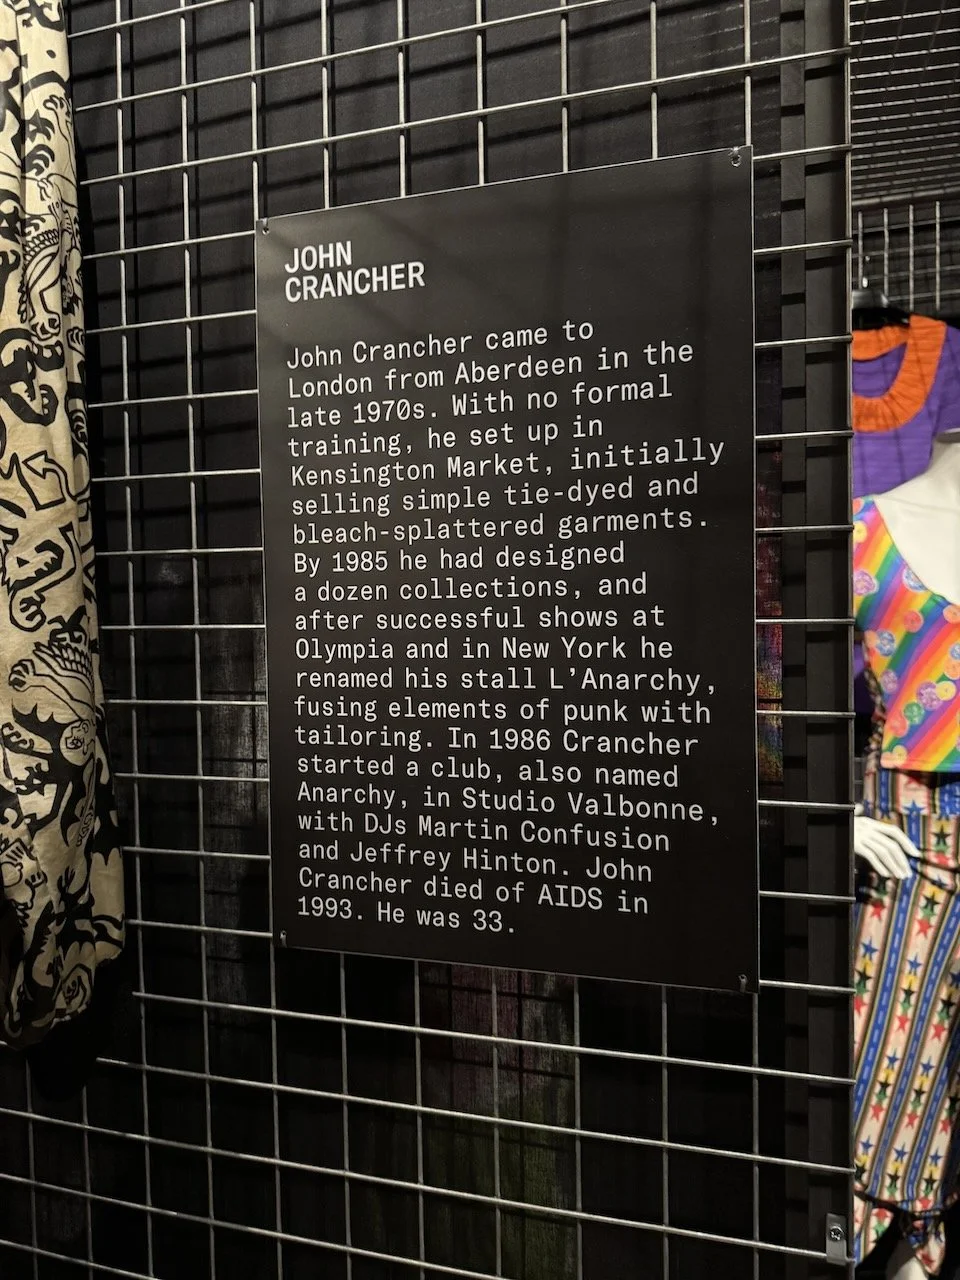 JOHN
CRANCHER
John Crancher came to
London from Aberdeen in the
late 1970s. With no formal
training, he set up in
Kensington Market, initially
selling simple tie-dyed and
bleach-splattered garments.
By 1985 he had designed
a dozen collections, and
after successful shows at
Olympia and in New York he
renamed his stall L’Anarchy,
fusing elements of punk with
tailoring. In 1986 Crancher
started a club, also named
Anarchy, in Studio Valbonne,
with DJs Martin Confusion
and Jeffrey Hinton. John
Crancher died of AIDS in
1993. He was 33.